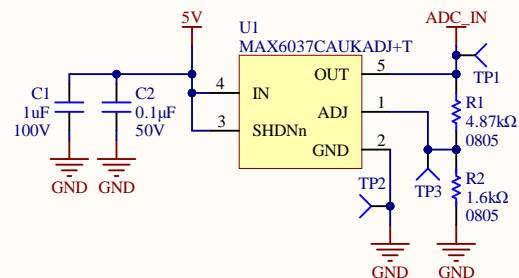 5V
ADC_IN
U1
MAX6037CAUKADJ+T
OUT
5
TP1
C1
1uF
100V
C2
0.1µF
50V
4
IN
ADJ
1
R1
4.87kΩ
0805
3
SHDNn
GND
2
TP2
TP3
R2
1.6kΩ
0805
GND
GND
GND
GND